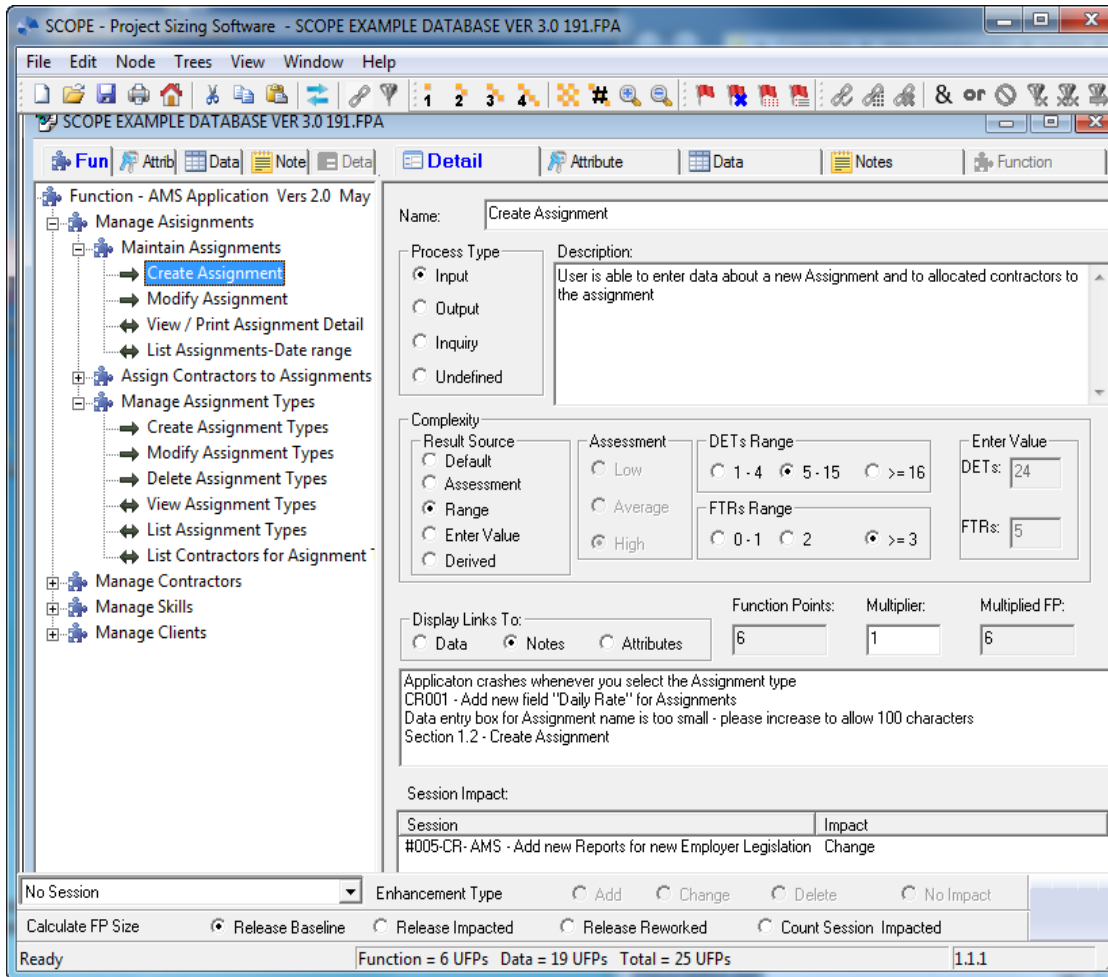 SCOPE - Project Sizing Software - SCOPE EXAMPLE DATABASE VER 3.0 191.FPA
File Edit Node Trees View Window Help
1 2 3 4 # & or
SCOPE EXAMPLE DATABASE VER 3.0 191.FPA
Fun Attrib Data Note Deta
Detail Attribute Data Notes Function
Function - AMS Application Vers 2.0 May
Manage Asisignments
Maintain Assignments
Create Assignment
Modify Assignment
View / Print Assignment Detail
List Assignments-Date range
Assign Contractors to Assignments
Manage Assignment Types
Create Assignment Types
Modify Assignment Types
Delete Assignment Types
View Assignment Types
List Assignment Types
List Contractors for Asignment
Manage Contractors
Manage Skills
Manage Clients
Name: Create Assignment
Process Type
Input
Output
Inquiry
Undefined
Description:
User is able to enter data about a new Assignment and to allocated contractors to
the assignment
Complexity
Result Source
Default
Assessment
Range
Enter Value
Derived
Assessment
Low
Average
High
DETs Range
1 - 4 5 - 15 >= 16
FTRs Range
0 - 1 2 >= 3
Enter Value
DETs: 24
FTRs: 5
Display Links To:
Data Notes Attributes
Function Points: Multiplier: Multiplied FP:
6 1 6
Applicaton crashes whenever you select the Assignment type
CR001 - Add new field "Daily Rate" for Assignments
Data entry box for Assignment name is too small - please increase to allow 100 characters
Section 1.2 - Create Assignment
Session Impact:
Session Impact
#005-CR- AMS - Add new Reports for new Employer Legislation Change
No Session Enhancement Type Add Change Delete No Impact
Calculate FP Size Release Baseline Release Impacted Release Reworked Count Session Impacted
Ready Function = 6 UFPs Data = 19 UFPs Total = 25 UFPs 1.1.1